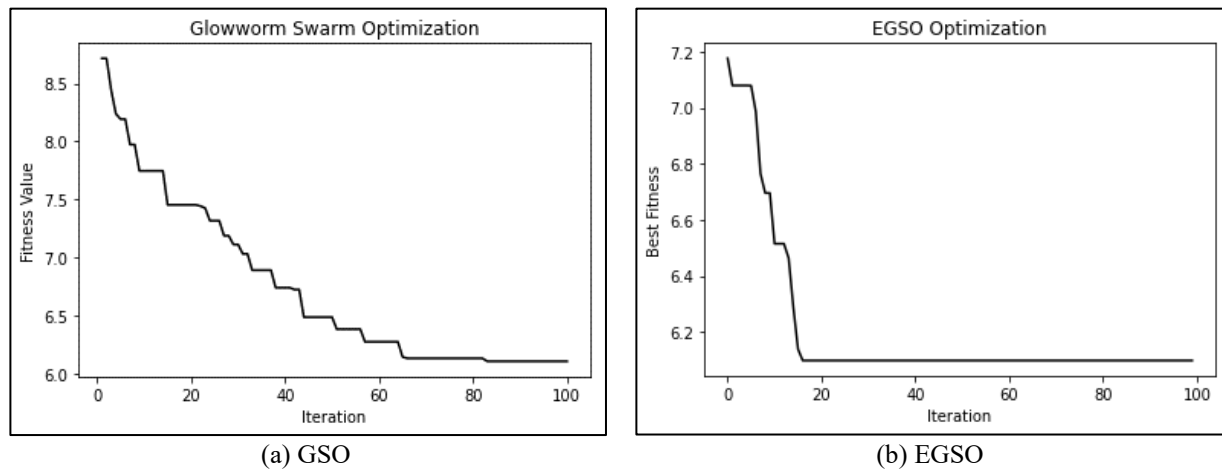 Glowworm Swarm Optimization
8.5
8.0
7.5
7.0
6.5
6.0
Fitness Value
0 20 40 60 80 100
Iteration
(a) GSO
EGSO Optimization
7.2
7.0
6.8
6.6
6.4
6.2
Best Fitness
0 20 40 60 80 100
Iteration
(b) EGSO